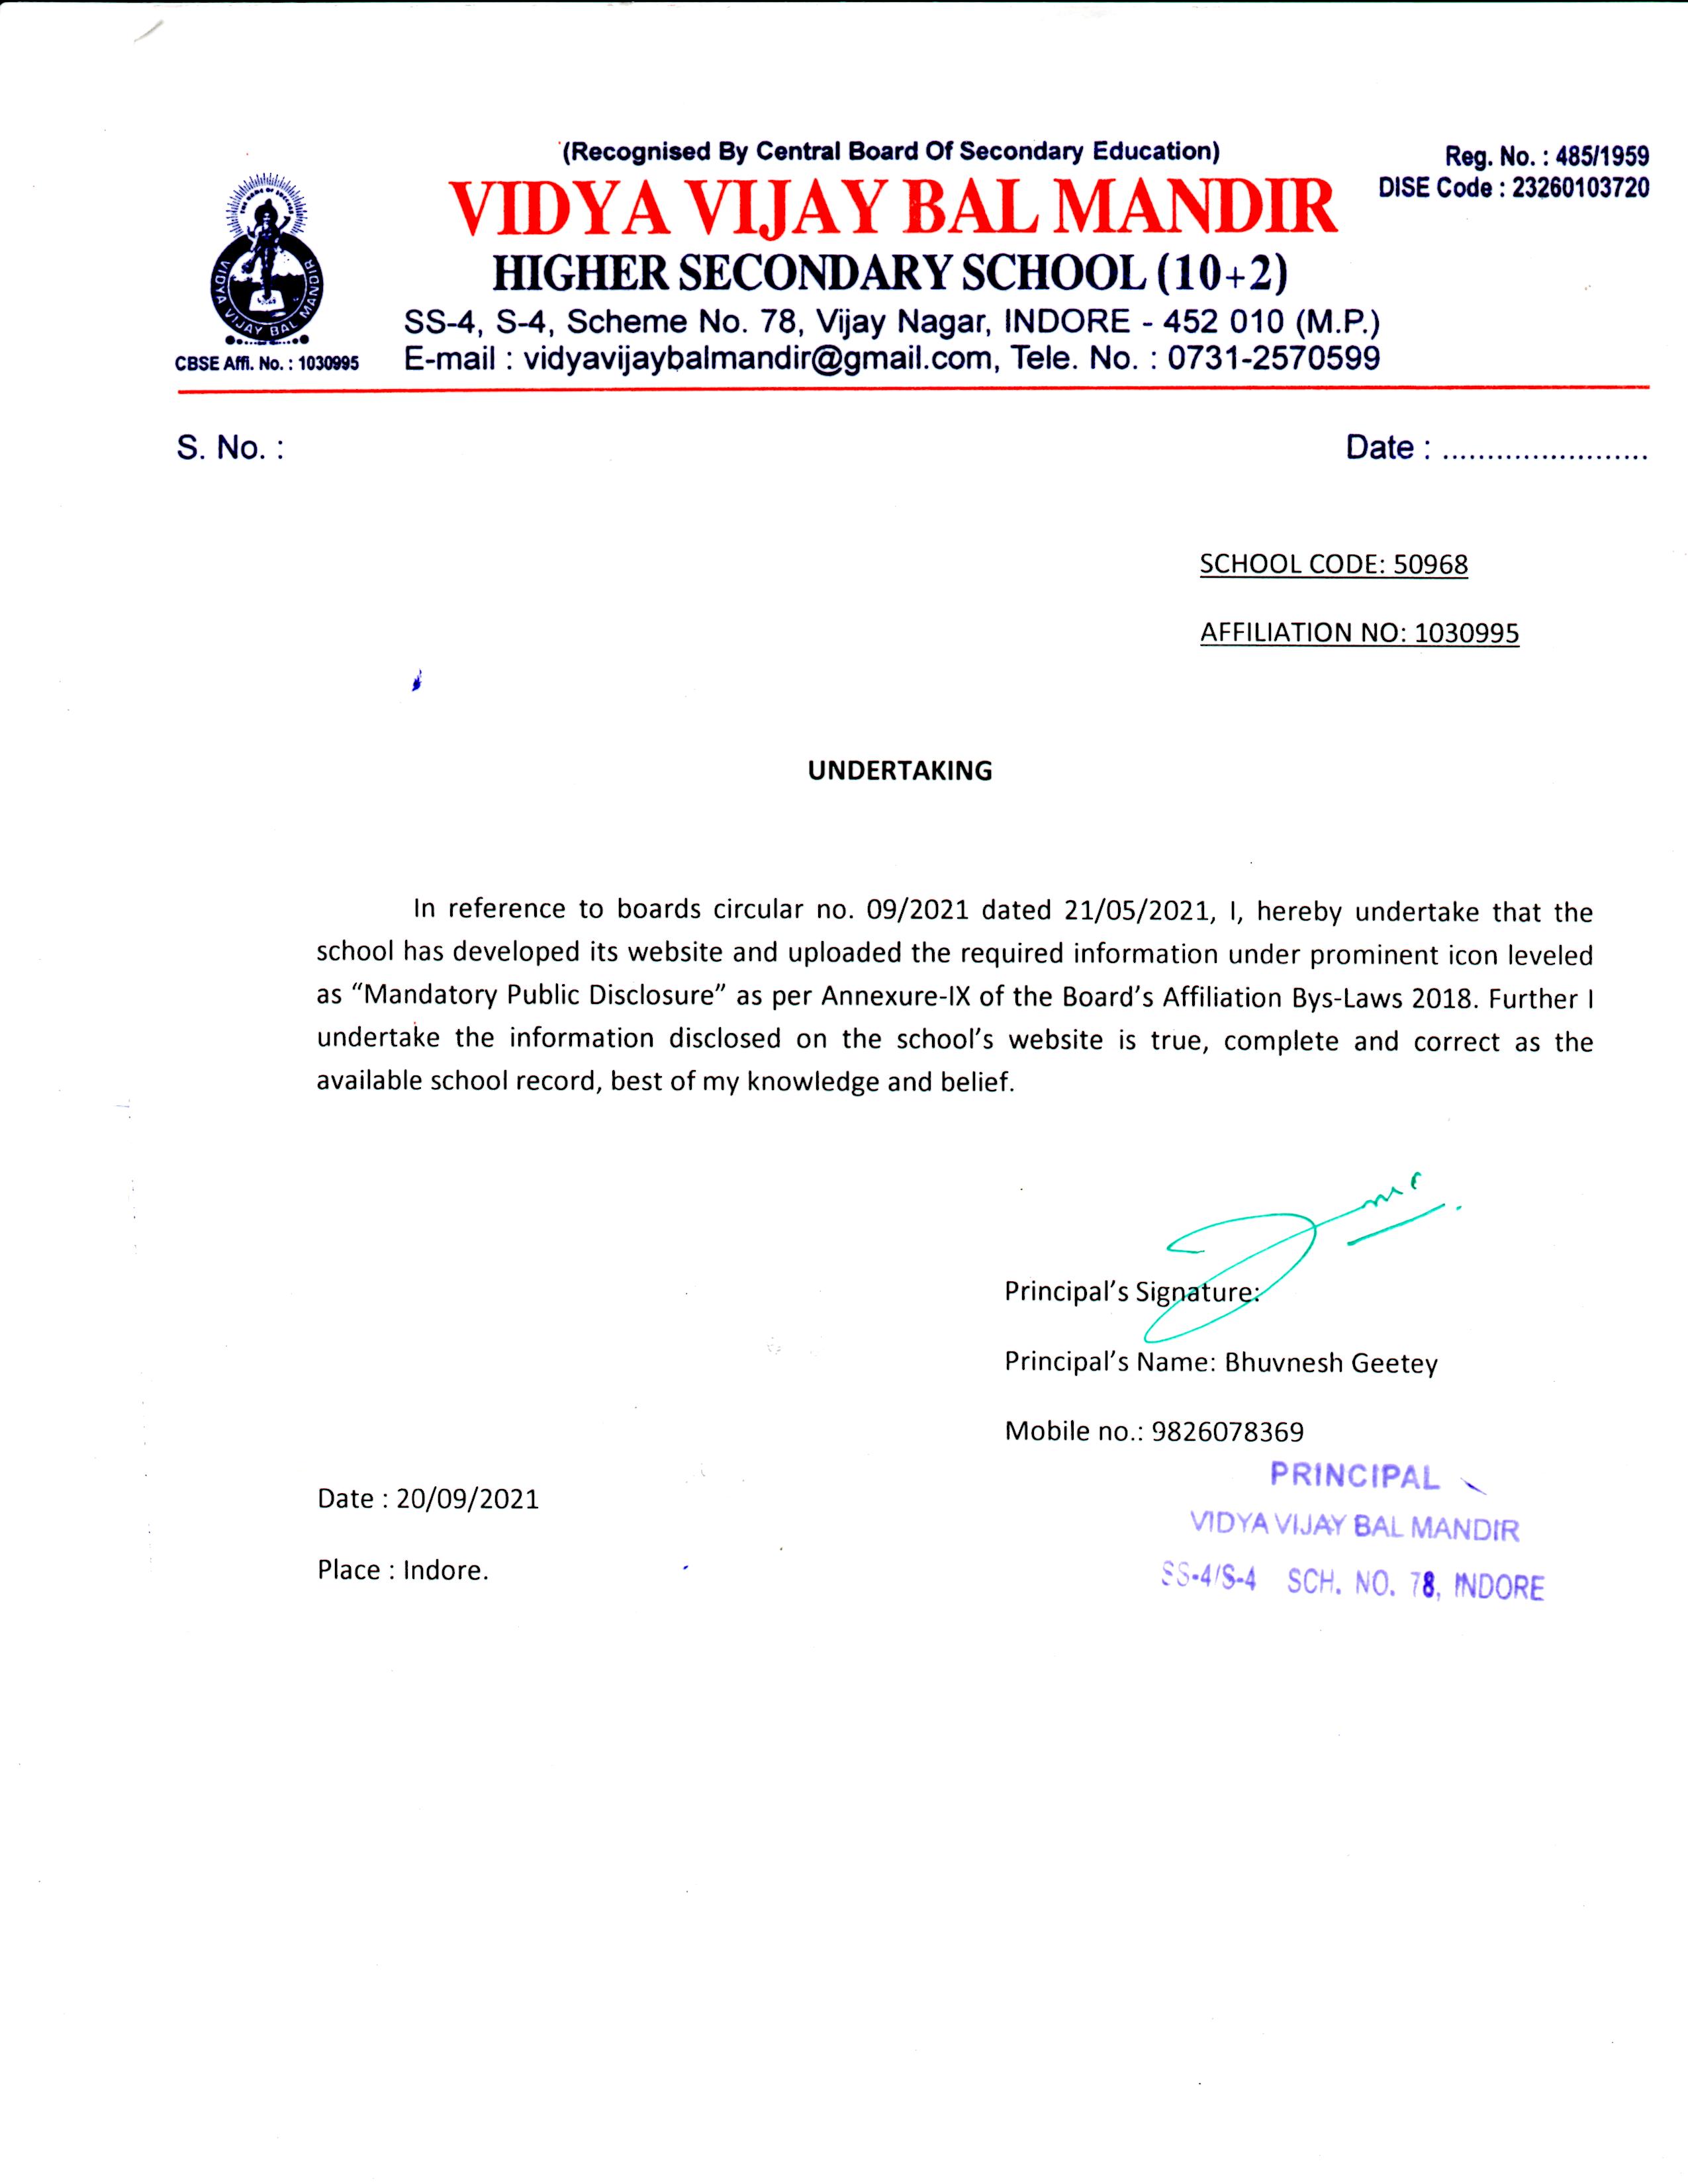 (Recognised By Central Board Of Secondary Education)
Reg. No. : 485/1959
VIDYA VIJAY BAL MANDIR
DISE Code : 23260103720
HIGHER SECONDARY SCHOOL (10+2)
SS-4, S-4, Scheme No. 78, Vijay Nagar, INDORE - 452 010 (M.P.)
VIDYA VIJAY BAL MANDIR
CBSE Affi. No. : 1030995
E-mail : vidyavijaybalmandir@gmail.com, Tele. No. : 0731-2570599
S. No. :
Date : .......................
SCHOOL CODE: 50968
AFFILIATION NO: 1030995
UNDERTAKING
In reference to boards circular no. 09/2021 dated 21/05/2021, I, hereby undertake that the
school has developed its website and uploaded the required information under prominent icon leveled
as “Mandatory Public Disclosure” as per Annexure-IX of the Board’s Affiliation Bys-Laws 2018. Further I
undertake the information disclosed on the school’s website is true, complete and correct as the
available school record, best of my knowledge and belief.
Principal’s Signature:
Principal’s Name: Bhuvnesh Geetey
Mobile no.: 9826078369
PRINCIPAL
Date : 20/09/2021
VIDYA VIJAY BAL MANDIR
Place : Indore.
SS-4/S-4 SCH. NO. 78, INDORE